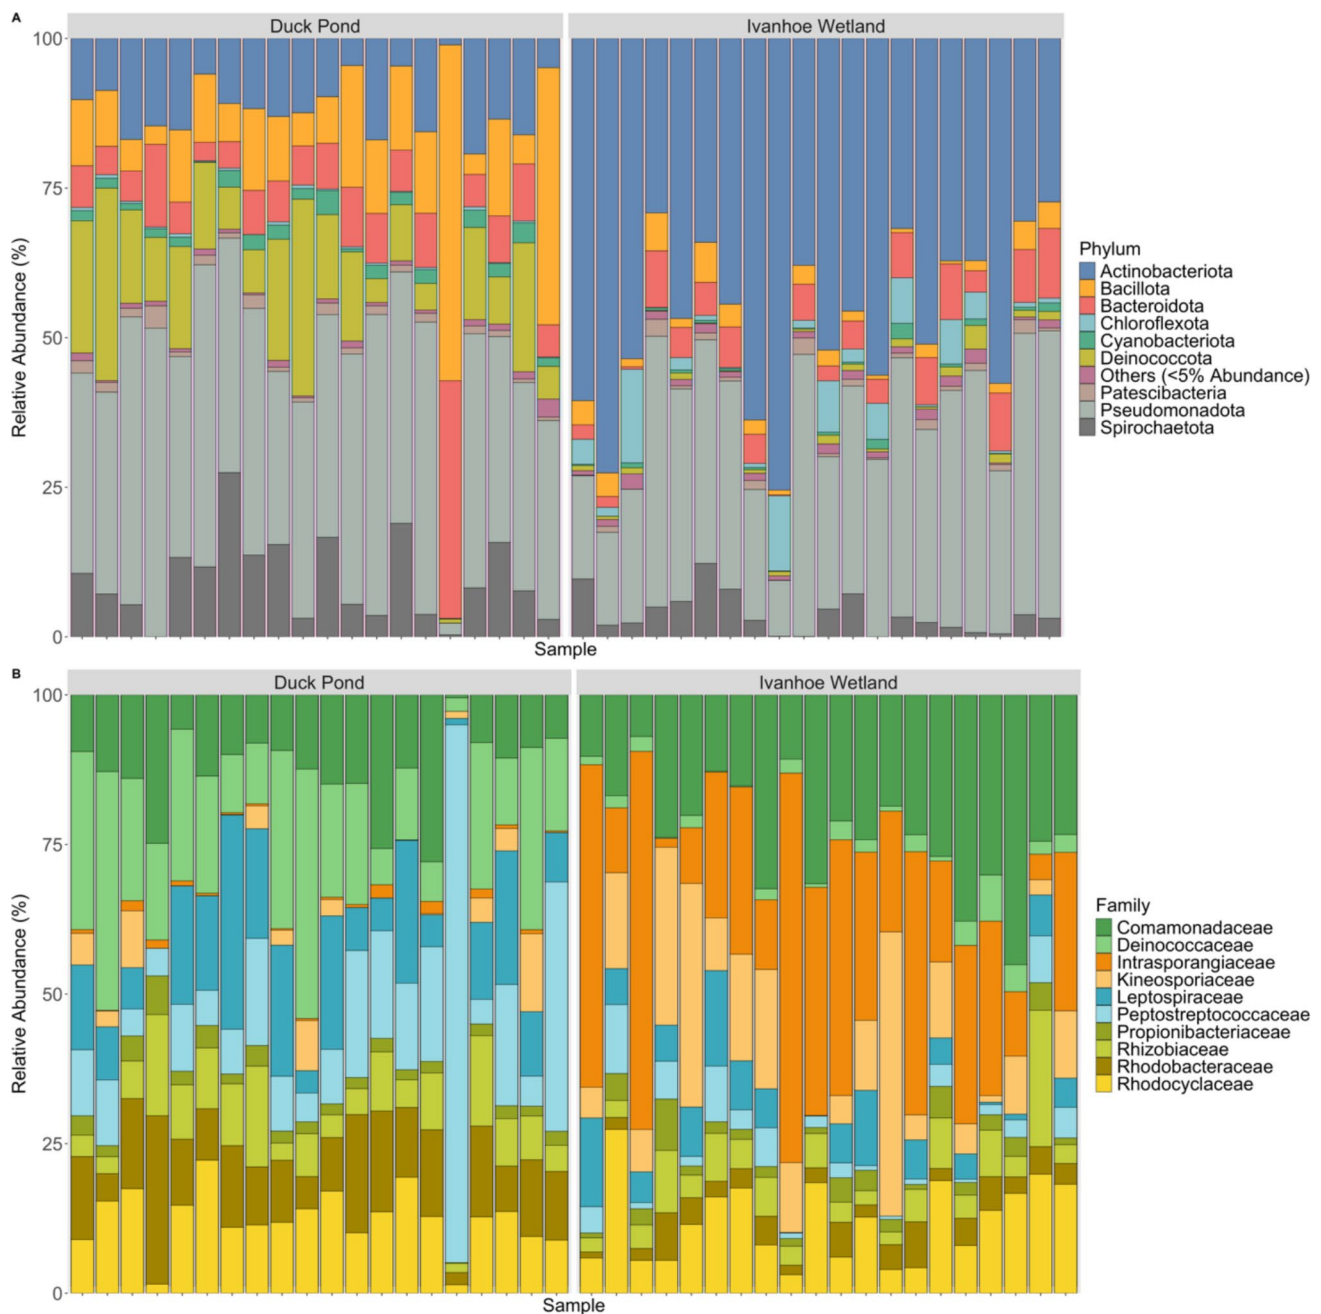 A
Duck Pond
Ivanhoe Wetland
100
75
50
25
0
Relative Abundance (%)
Sample
Phylum
Actinobacteriota
Bacillota
Bacteroidota
Chloroflexota
Cyanobacteriota
Deinococcota
Others (<5% Abundance)
Patescibacteria
Pseudomonadota
Spirochaetota
B
Duck Pond
Ivanhoe Wetland
100
75
50
25
0
Relative Abundance (%)
Sample
Family
Comamonadaceae
Deinococcaceae
Intrasporangiaceae
Kineosporiaceae
Leptospiraceae
Peptostreptococcaceae
Propionibacteriaceae
Rhizobiaceae
Rhodobacteraceae
Rhodocyclaceae